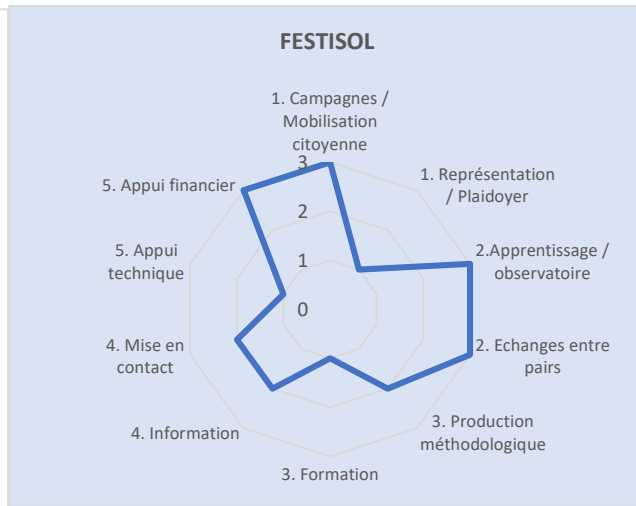 FESTISOL
1. Campagnes /
Mobilisation
citoyenne
1. Représentation
/ Plaidoyer
2.Apprentissage /
observatoire
2. Echanges entre
pairs
3. Production
méthodologique
3. Formation
4. Information
4. Mise en
contact
5. Appui
technique
5. Appui financier
3
2
1
0